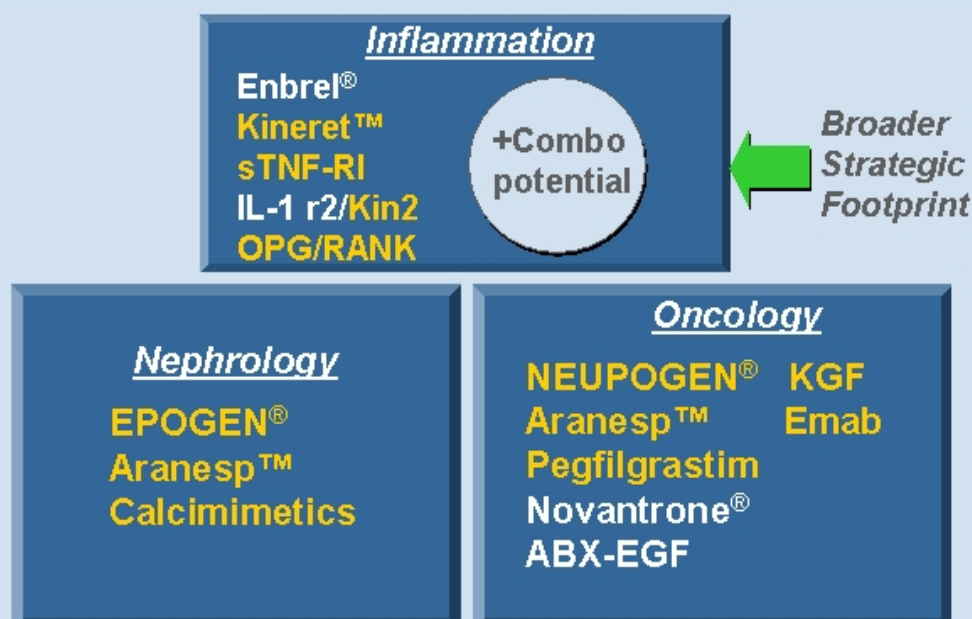 Inflammation
Enbrel®
Kineret™
sTNF-RI
IL-1 r2/Kin2
OPG/RANK
+Combo
potential
Broader
Strategic
Footprint
Nephrology
EPOGEN®
Aranesp™
Calcimimetics
Oncology
NEUPOGEN® KGF
Aranesp™ Emab
Pegfilgrastim
Novantrone®
ABX-EGF